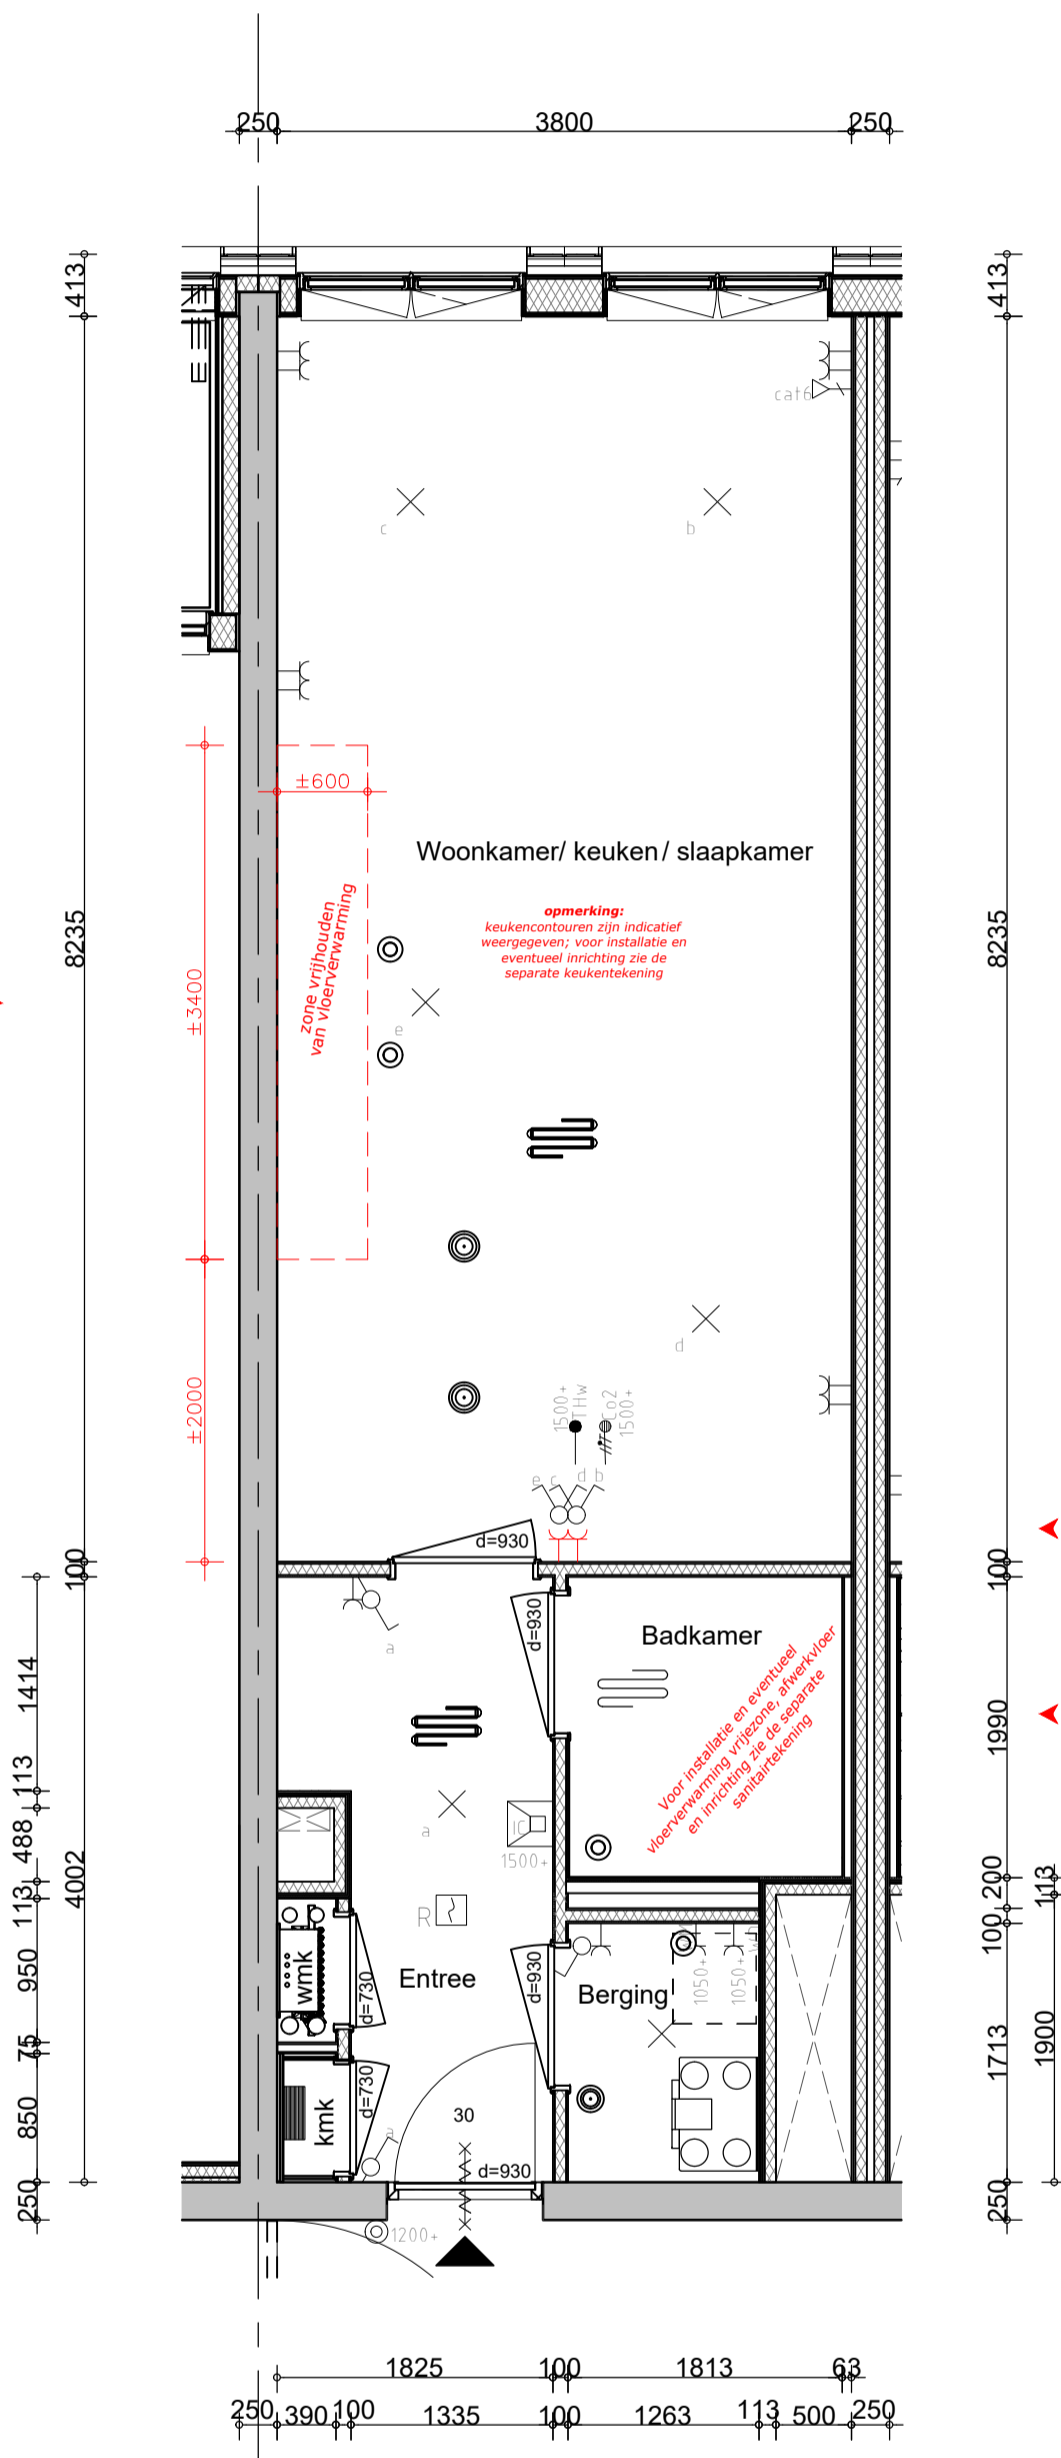 250
3800
250
413
413
cat6
c
b
±600
Woonkamer/ keuken / slaapkamer
opmerking:
keukencontouren zijn indicatief
weergegeven; voor installatie en
eventueel inrichting zie de
separate keukentekening
zone vrijhouden
van vloerverwarming
8235
8235
±3400
e
d
±2000
1500+
THw
Co2
1500+
e
c
d
b
d=930
100
100
a
d=930
Badkamer
Voor installatie en eventueel
vloerverwarming vrijezone, afwerkvloer
en inrichting zie de separate
sanitairtekening
1414
1990
113
a
IC
1500+
488
4002
200
113
113
R
100
950
wmk
d=730
Entree
d=930
Berging
1050+
1050+
75
1713
1900
850
kmk
d=730
a
30
d=930
250
250
1200+
1825
100
1813
63
250
390
100
1335
100
1263
113
500
250